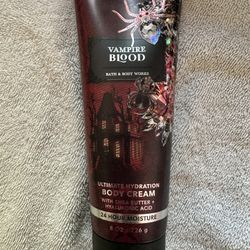 VAMPIRE
BLOOD
BATH & BODY WORKS
ULTIMATE HYDRATION
BODY CREAM
WITH SHEA BUTTER +
HYALURONIC ACID
24 HOUR MOISTURE
8 OZ / 226 g